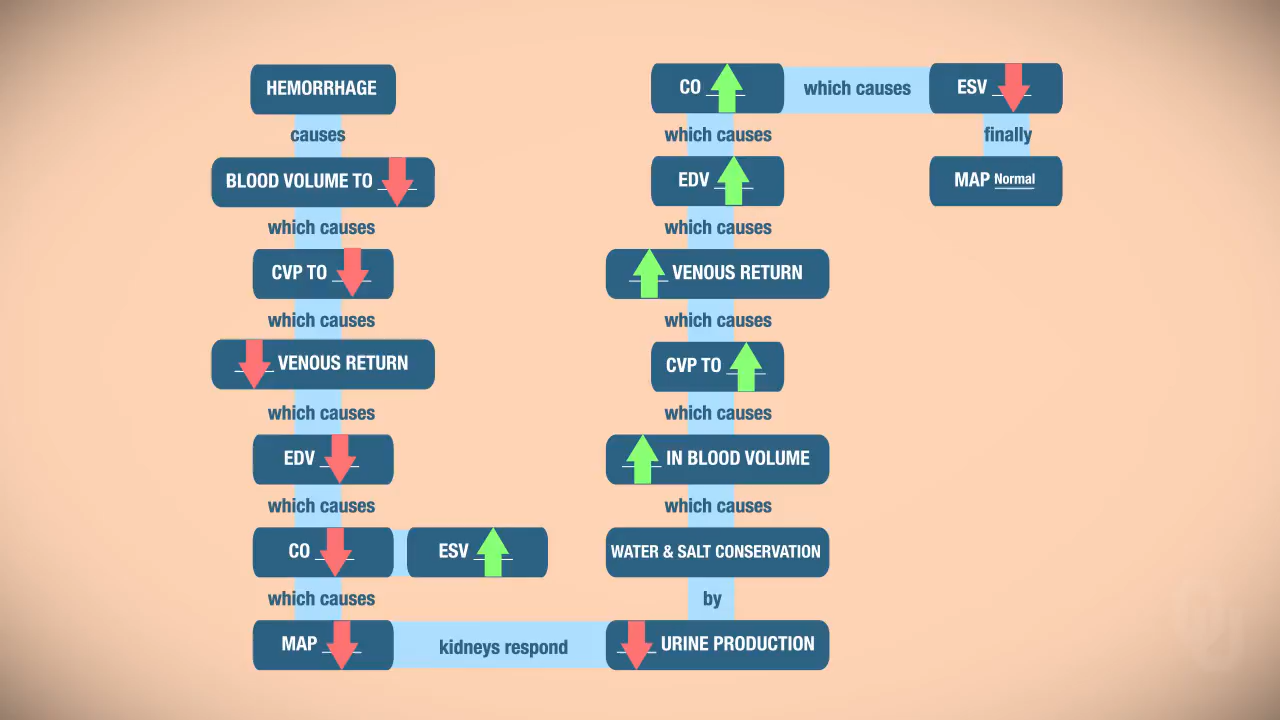 HEMORRHAGE
causes
BLOOD VOLUME TO
which causes
CVP TO
which causes
VENOUS RETURN
which causes
EDV
which causes
CO
ESV
which causes
MAP
kidneys respond
URINE PRODUCTION
by
WATER & SALT CONSERVATION
which causes
IN BLOOD VOLUME
which causes
CVP TO
which causes
VENOUS RETURN
which causes
EDV
which causes
CO
which causes
ESV
finally
MAP Normal